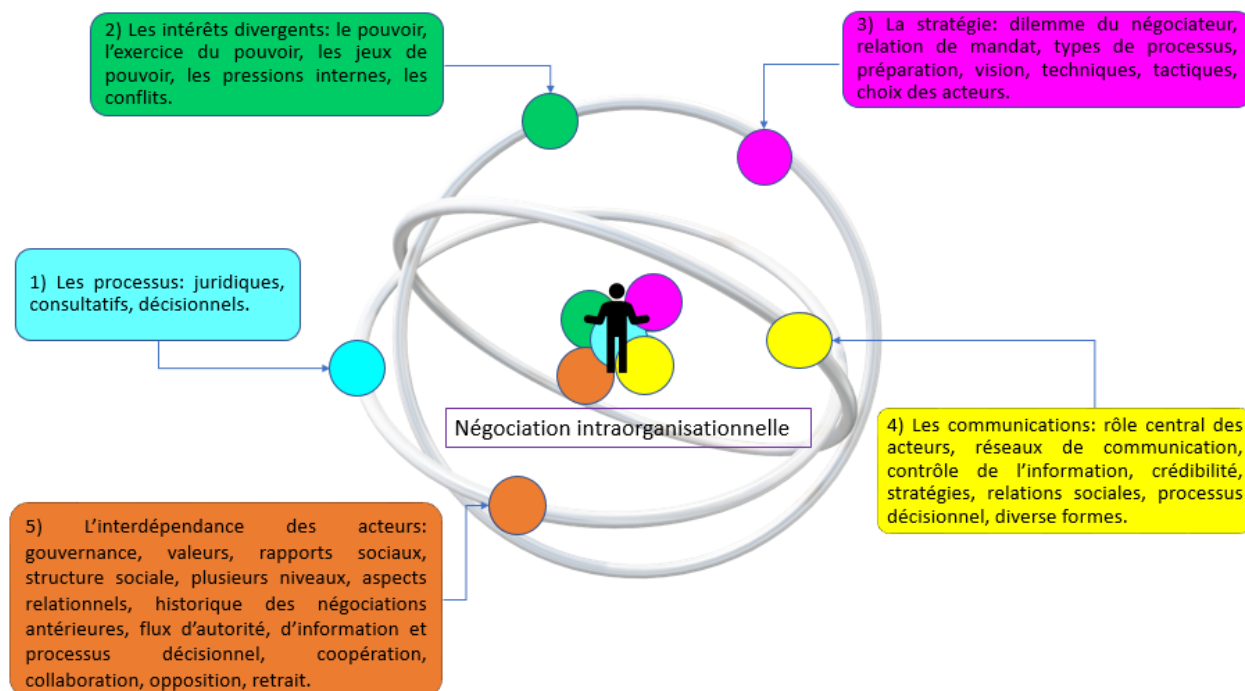 2) Les intérêts divergents: le pouvoir,
l'exercice du pouvoir, les jeux de
pouvoir, les pressions internes, les
conflits.
3) La stratégie: dilemme du négociateur,
relation de mandat, types de processus,
préparation, vision, techniques, tactiques,
choix des acteurs.
1) Les processus: juridiques,
consultatifs, décisionnels.
Négociation intraorganisationnelle
4) Les communications: rôle central des
acteurs, réseaux de communication,
contrôle de l'information, crédibilité,
stratégies, relations sociales, processus
décisionnel, diverse formes.
5) L'interdépendance des acteurs:
gouvernance, valeurs, rapports sociaux,
structure sociale, plusieurs niveaux, aspects
relationnels, historique des négociations
antérieures, flux d'autorité, d'information et
processus décisionnel, coopération,
collaboration, opposition, retrait.